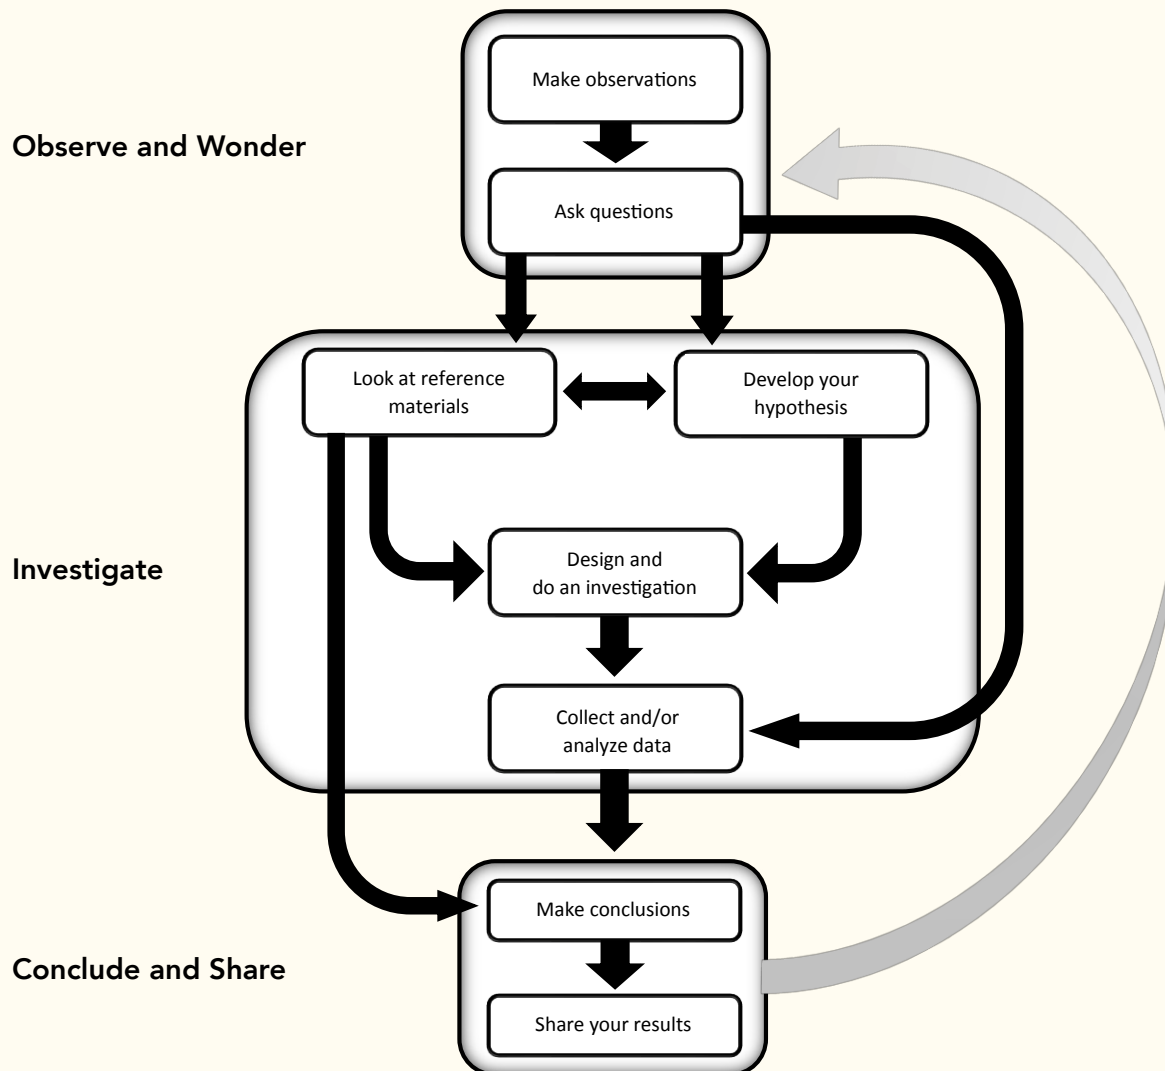 Make observations
Observe and Wonder
Ask questions
Look at reference
materials
Develop your
hypothesis
Investigate
Design and
do an investigation
Collect and/or
analyze data
Make conclusions
Conclude and Share
Share your results